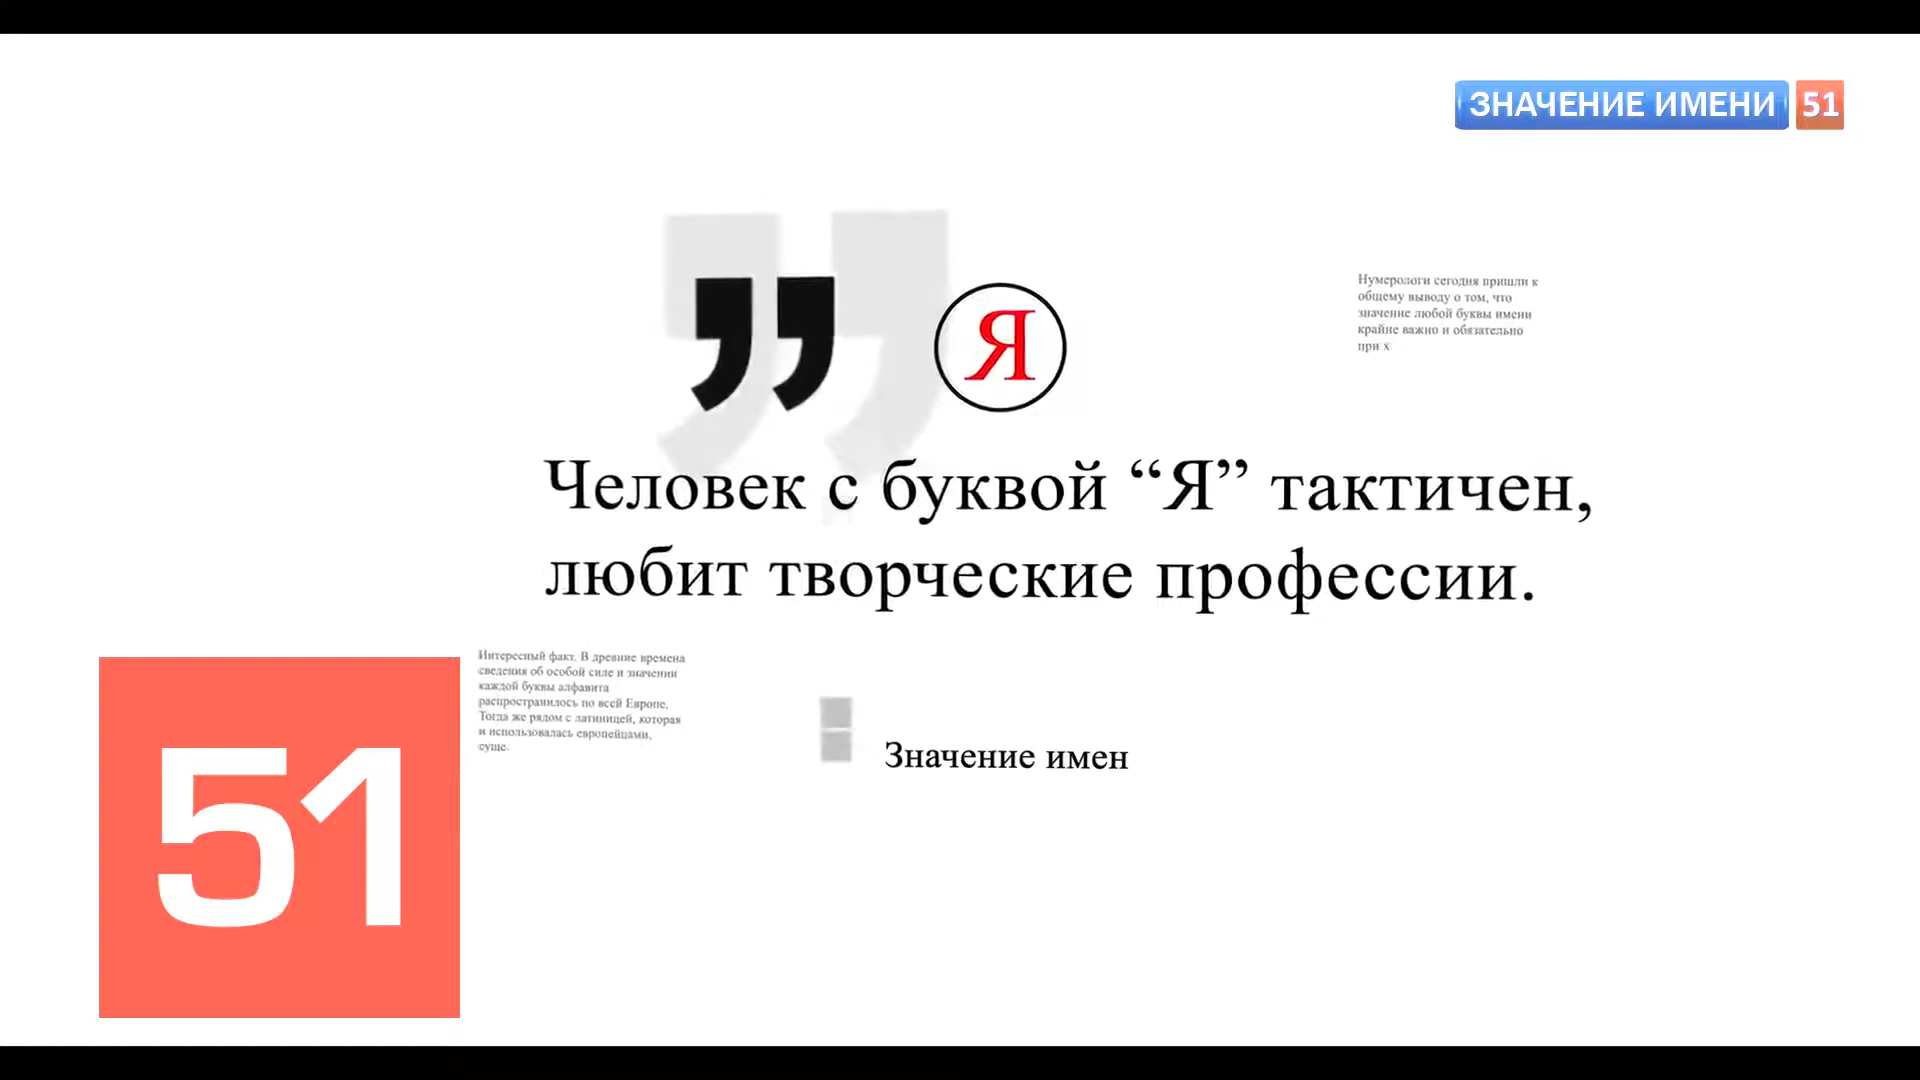 ЗНАЧЕНИЕ ИМЕНИ 51
”
Я
Нумерологи сегодня пришли к
общему выводу о том, что
значение любой буквы имени
крайне важно и обязательно
при х
Человек с буквой “Я” тактичен,
любит творческие профессии.
Интересный факт. В древние времена
сведения об особой силе и значении
каждой буквы алфавита
распространилось по всей Европе,
Тогда же рядом с латиницей, которая
и использовалась европейцами,
суще-
Значение имен
51